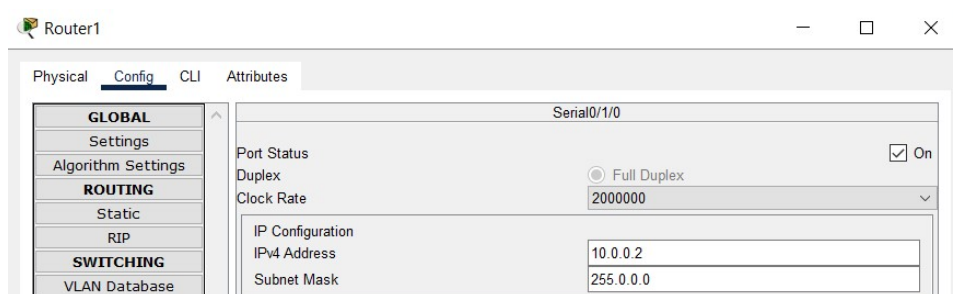 Router1
Physical Config CLI Attributes
GLOBAL
Settings
Algorithm Settings
ROUTING
Static
RIP
SWITCHING
VLAN Database
Serial0/1/0
Port Status On
Duplex Full Duplex
Clock Rate 2000000
IP Configuration
IPv4 Address 10.0.0.2
Subnet Mask 255.0.0.0